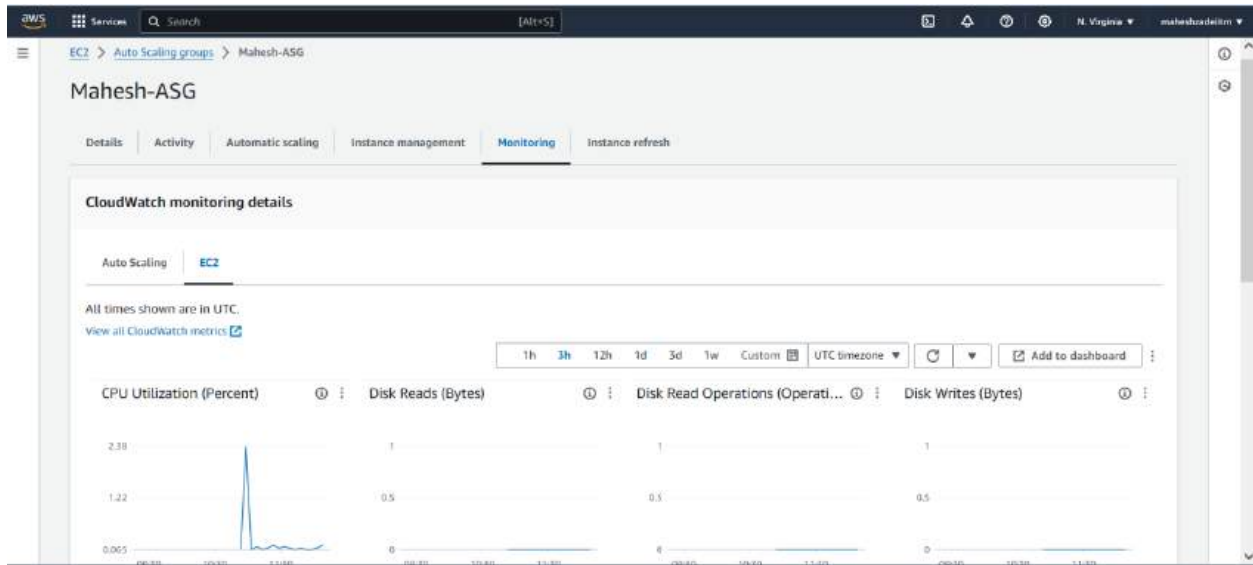 aws Services Search [Alt+S] N. Virginia maheshzadeiitm
EC2 > Auto Scaling groups > Mahesh-ASG
Mahesh-ASG
Details Activity Automatic scaling Instance management Monitoring Instance refresh
CloudWatch monitoring details
Auto Scaling EC2
All times shown are in UTC.
View all CloudWatch metrics
1h 3h 12h 1d 3d 1w Custom UTC timezone Add to dashboard
CPU Utilization (Percent) Disk Reads (Bytes) Disk Read Operations (Operati... Disk Writes (Bytes)
2.38 1 1 1
1.22 0.5 0.5 0.5
0.065 0 0 0